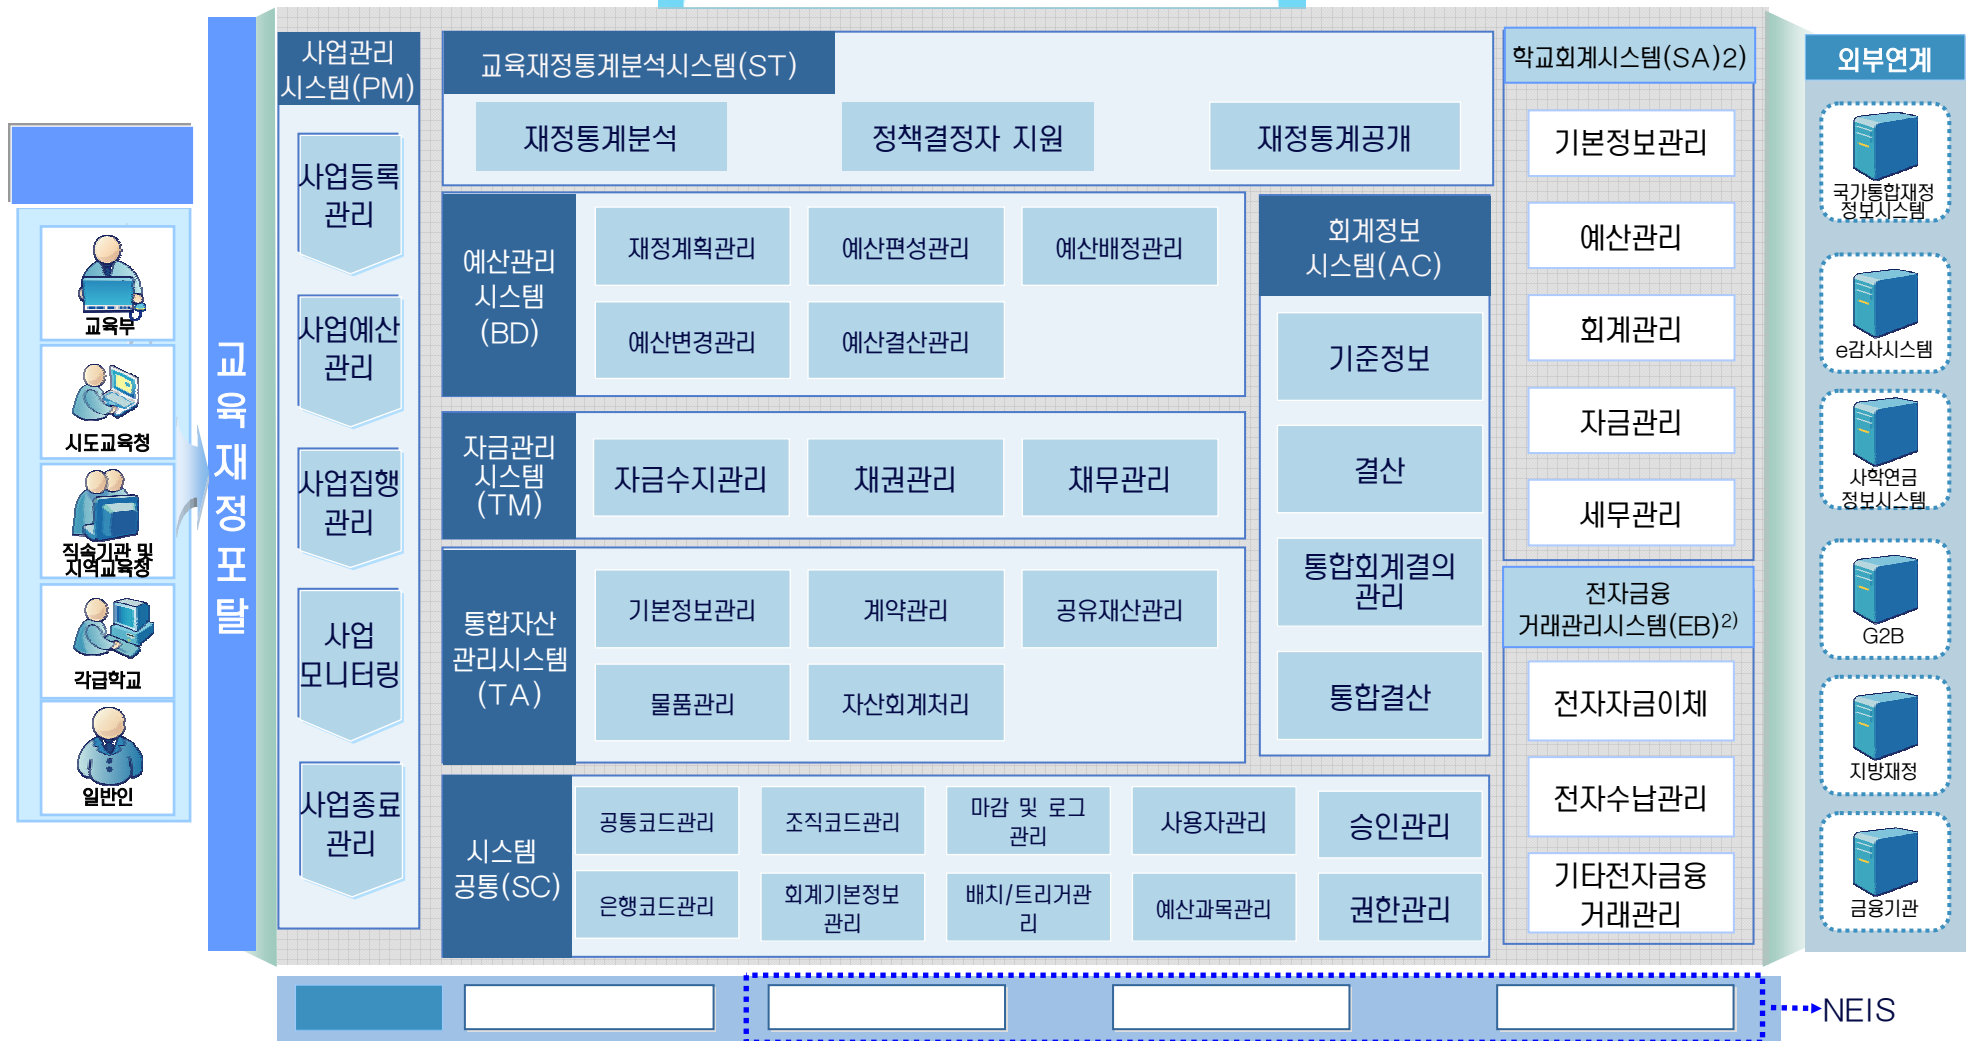 교육부
시도교육청
직속기관 및
지역교육청
각급학교
일반인
교육재정포탈
사업관리
시스템(PM)
사업등록
관리
사업예산
관리
사업집행
관리
사업
모니터링
사업종료
관리
교육재정통계분석시스템(ST)
재정통계분석
정책결정자 지원
재정통계공개
예산관리
시스템
(BD)
재정계획관리
예산편성관리
예산배정관리
예산변경관리
예산결산관리
자금관리
시스템
(TM)
자금수지관리
채권관리
채무관리
통합자산
관리시스템
(TA)
기본정보관리
계약관리
공유재산관리
물품관리
자산회계처리
회계정보
시스템(AC)
기준정보
결산
통합회계결의
관리
통합결산
시스템
공통(SC)
공통코드관리
조직코드관리
마감 및 로그
관리
사용자관리
승인관리
은행코드관리
회계기본정보
관리
배치/트리거관
리
예산과목관리
권한관리
학교회계시스템(SA)2)
기본정보관리
예산관리
회계관리
자금관리
세무관리
전자금융
거래관리시스템(EB)2)
전자자금이체
전자수납관리
기타전자금융
거래관리
외부연계
국가통합재정
정보시스템
e감사시스템
사학연금
정보시스템
G2B
지방재정
금융기관
NEIS